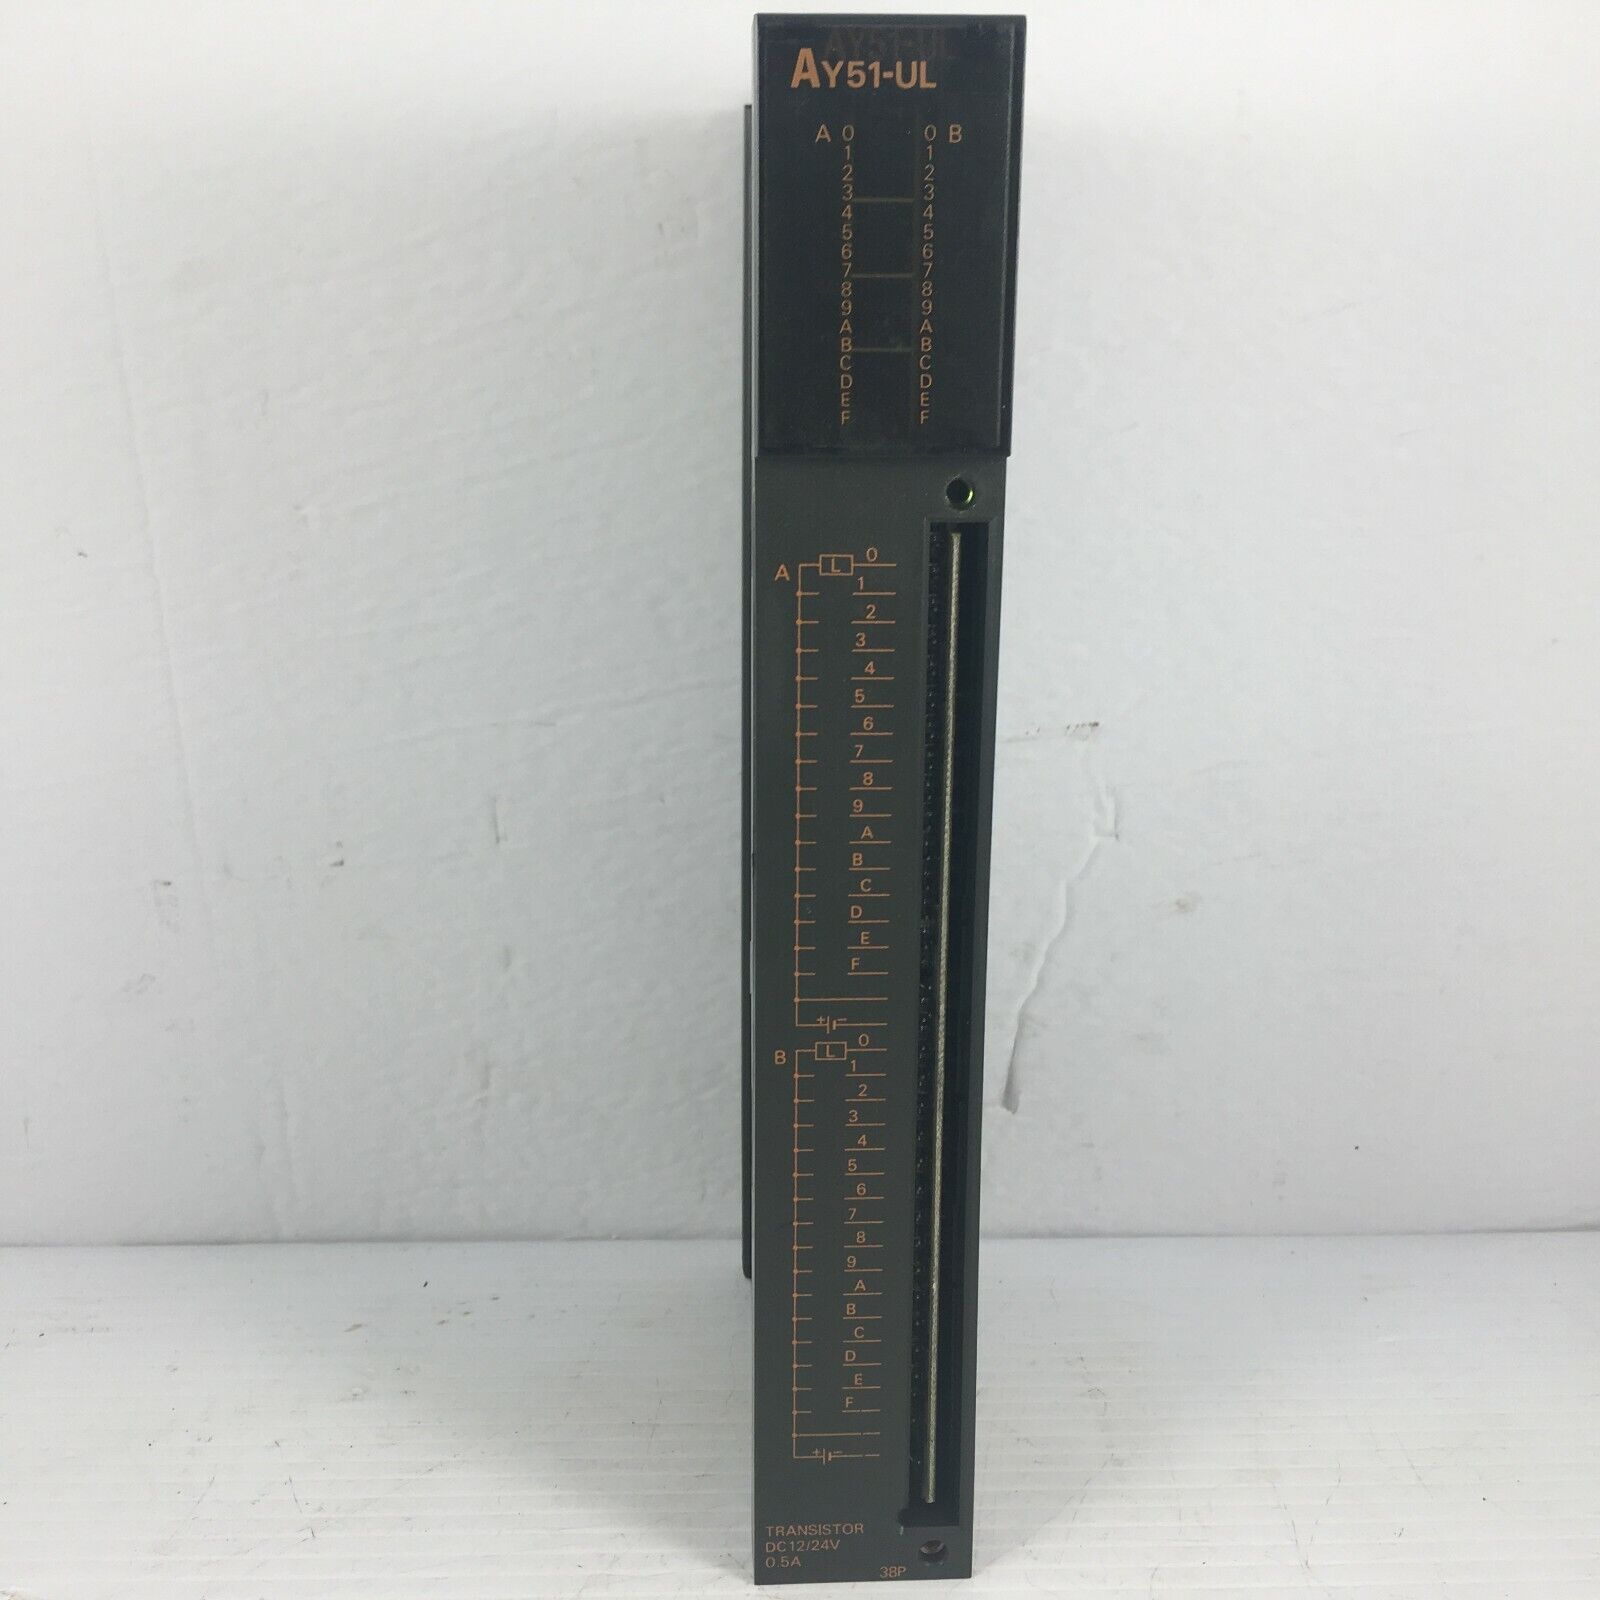 AY51-UL
A 0 0 B
1 1
2 2
3 3
4 4
5 5
6 6
7 7
8 8
9 9
A A
B B
C C
D D
E E
F F
A L 0
1
2
3
4
5
6
7
8
9
A
B
C
D
E
F
+ -
B L 0
1
2
3
4
5
6
7
8
9
A
B
C
D
E
F
+ -
TRANSISTOR
DC12/24V
0.5A
38P